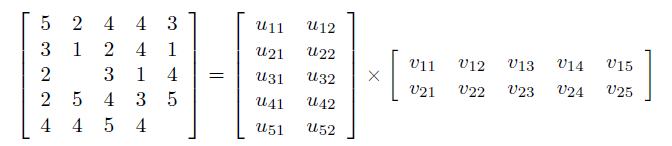 5 2 4 4 3 u11 u12
3 1 2 4 1 u21 u22 v11 v12 v13 v14 v15
2 3 1 4 = u31 u32 ×
2 5 4 3 5 u41 u42 v21 v22 v23 v24 v25
4 4 5 4 u51 u52